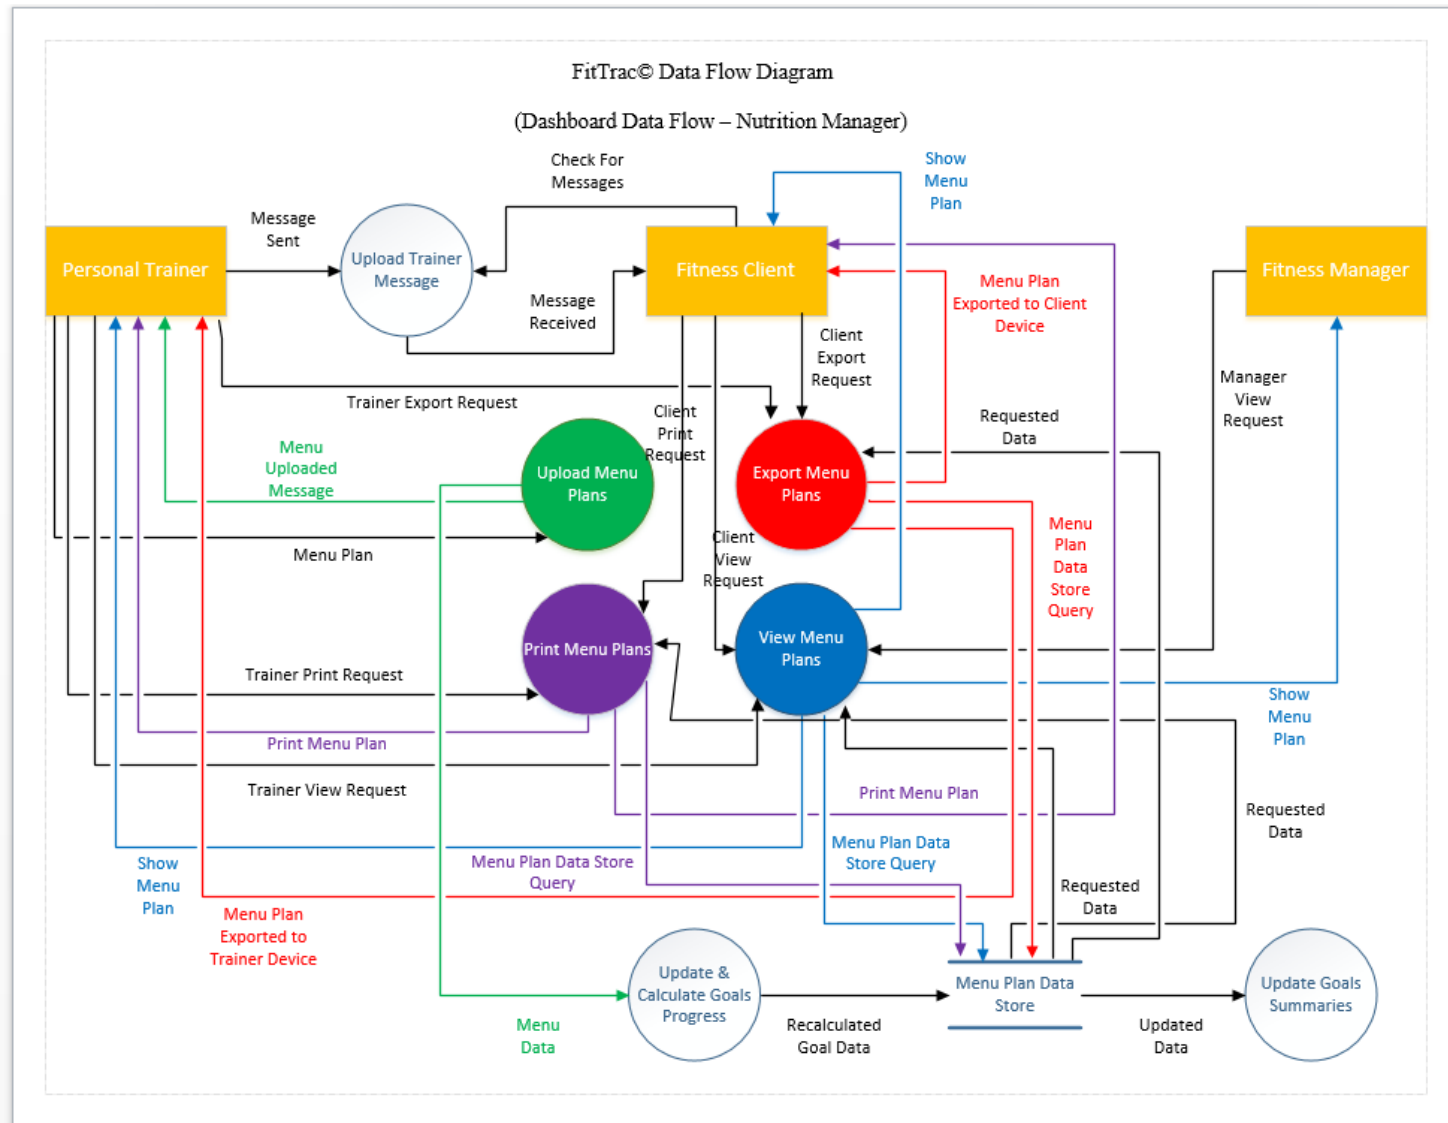 FitTrac© Data Flow Diagram
(Dashboard Data Flow – Nutrition Manager)
Check For
Messages
Show
Menu
Plan
Message
Sent
Personal Trainer
Upload Trainer
Message
Fitness Client
Fitness Manager
Message
Received
Menu Plan
Exported to Client
Device
Client
Export
Request
Manager
View
Request
Trainer Export Request
Client
Print
Request
Requested
Data
Menu
Uploaded
Message
Upload Menu
Plans
Export Menu
Plans
Menu Plan
Client
View
Request
Menu
Plan
Data
Store
Query
Print Menu Plans
View Menu
Plans
Trainer Print Request
Show
Menu
Plan
Print Menu Plan
Trainer View Request
Print Menu Plan
Requested
Data
Show
Menu
Plan
Menu Plan Data Store
Query
Menu Plan Data
Store Query
Requested
Data
Menu Plan
Exported to
Trainer Device
Update &
Calculate Goals
Progress
Menu Plan Data
Store
Update Goals
Summaries
Menu
Data
Recalculated
Goal Data
Updated
Data